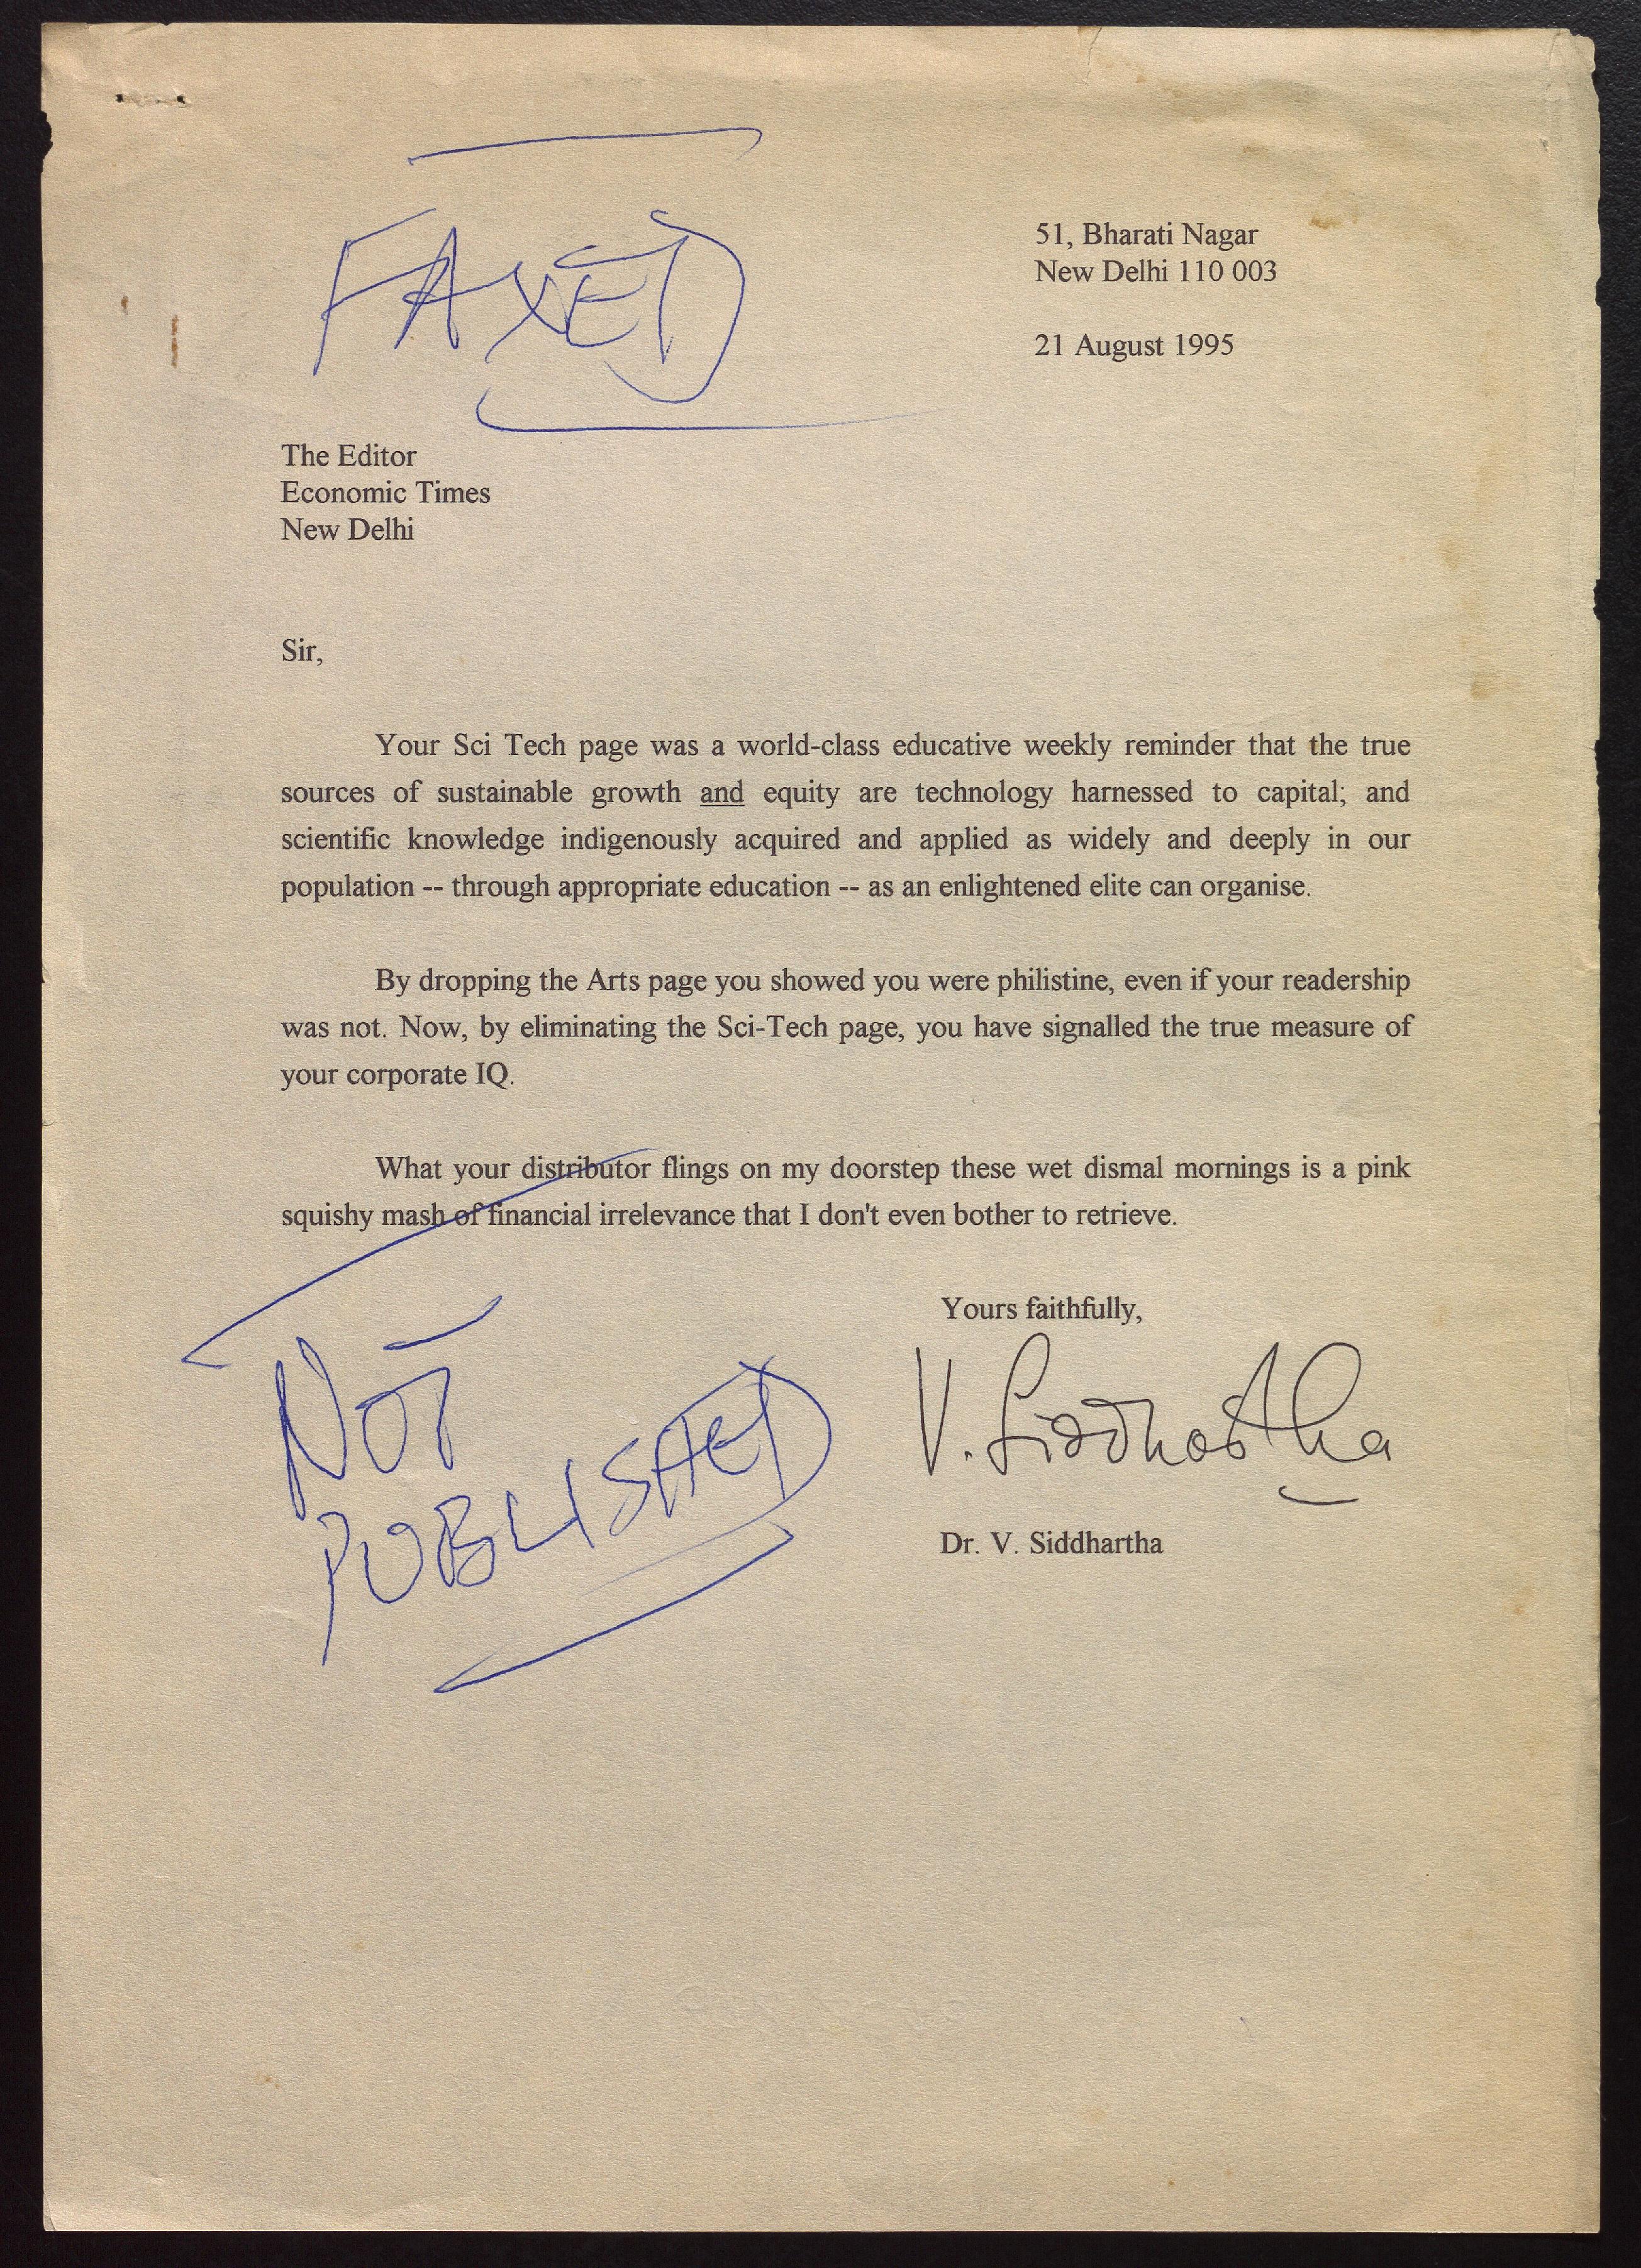 FAXED
51, Bharati Nagar
New Delhi 110 003
21 August 1995
The Editor
Economic Times
New Delhi
Sir,
Your Sci Tech page was a world-class educative weekly reminder that the true
sources of sustainable growth and equity are technology harnessed to capital; and
scientific knowledge indigenously acquired and applied as widely and deeply in our
population -- through appropriate education -- as an enlightened elite can organise.
By dropping the Arts page you showed you were philistine, even if your readership
was not. Now, by eliminating the Sci-Tech page, you have signalled the true measure of
your corporate IQ.
What your distributor flings on my doorstep these wet dismal mornings is a pink
squishy mash of financial irrelevance that I don't even bother to retrieve.
Yours faithfully,
V. Siddhartha
Dr. V. Siddhartha
NOT
PUBLISHED